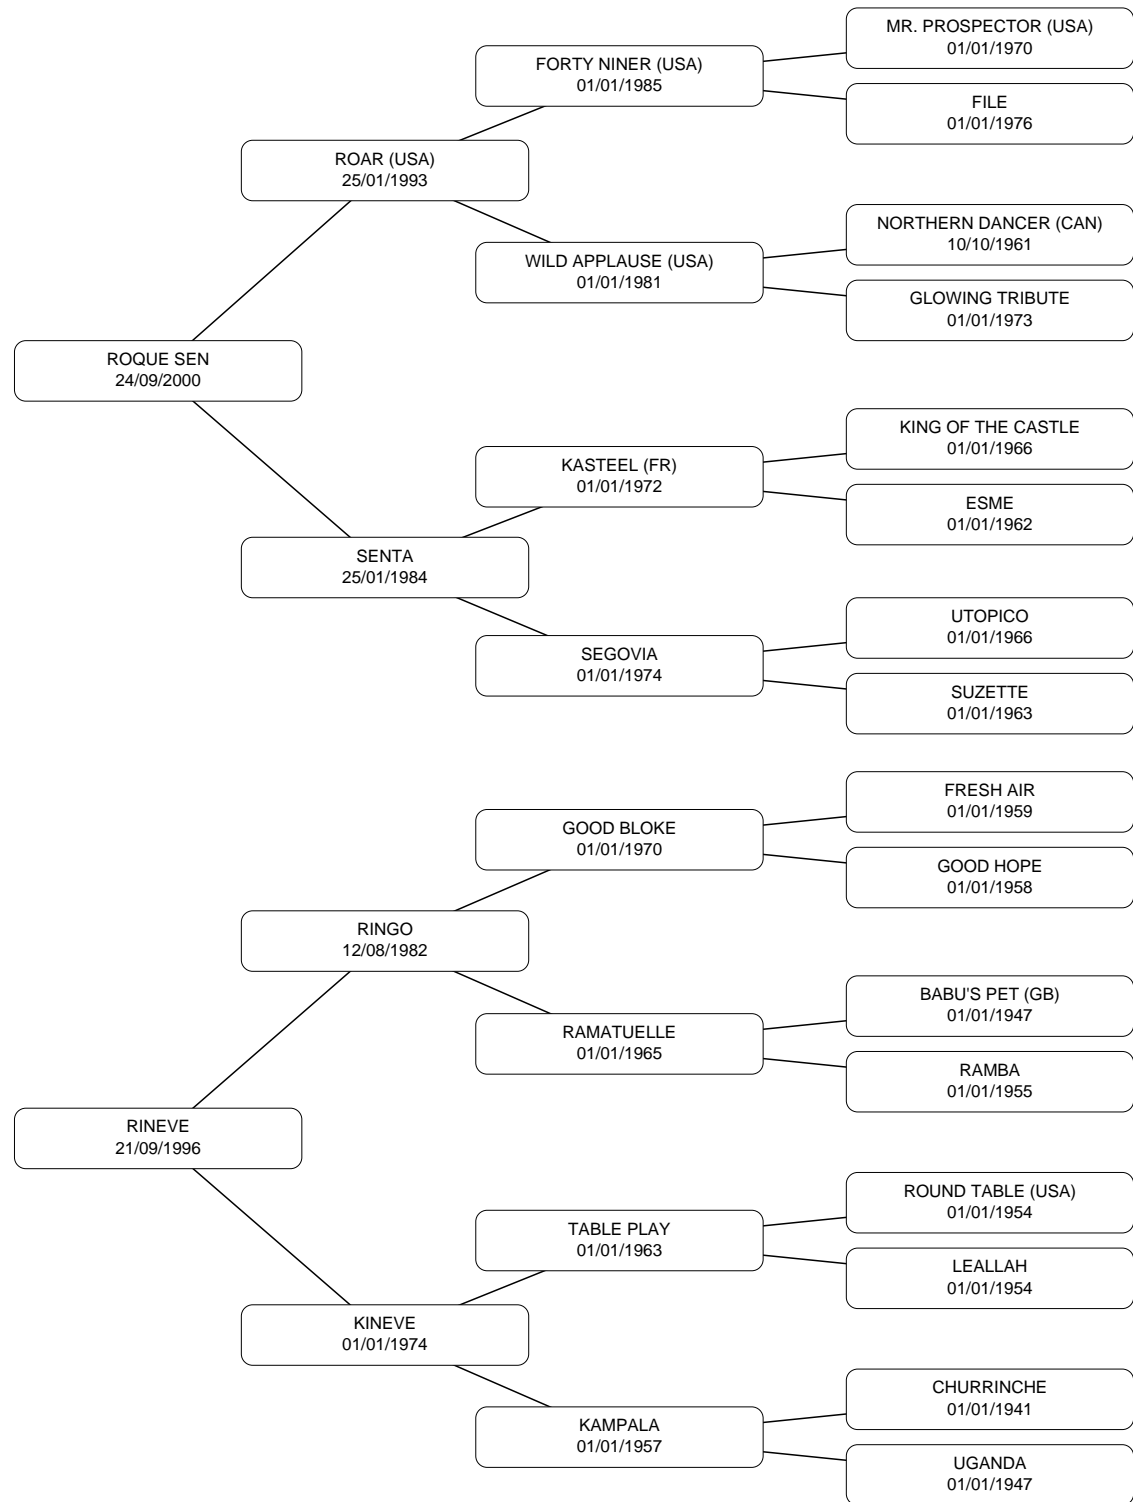 MR. PROSPECTOR (USA)
01/01/1970
FORTY NINER (USA)
01/01/1985
FILE
01/01/1976
ROAR (USA)
25/01/1993
NORTHERN DANCER (CAN)
10/10/1961
WILD APPLAUSE (USA)
01/01/1981
GLOWING TRIBUTE
01/01/1973
ROQUE SEN
24/09/2000
KING OF THE CASTLE
01/01/1966
KASTEEL (FR)
01/01/1972
ESME
01/01/1962
SENTA
25/01/1984
UTOPICO
01/01/1966
SEGOVIA
01/01/1974
SUZETTE
01/01/1963
FRESH AIR
01/01/1959
GOOD BLOKE
01/01/1970
GOOD HOPE
01/01/1958
RINGO
12/08/1982
BABU'S PET (GB)
01/01/1947
RAMATUELLE
01/01/1965
RAMBA
01/01/1955
RINEVE
21/09/1996
ROUND TABLE (USA)
01/01/1954
TABLE PLAY
01/01/1963
LEALLAH
01/01/1954
KINEVE
01/01/1974
CHURRINCHE
01/01/1941
KAMPALA
01/01/1957
UGANDA
01/01/1947